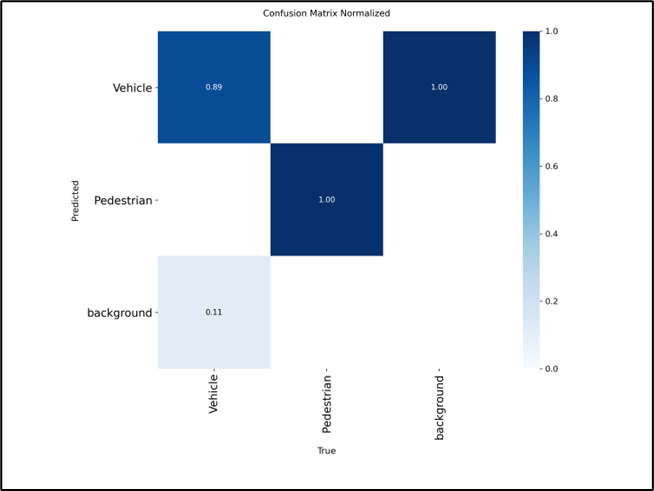 Confusion Matrix Normalized
Vehicle
0.89
1.00
1.0
0.8
Predicted
Pedestrian
1.00
0.6
0.4
background
0.11
0.2
0.0
Vehicle
Pedestrian
background
True